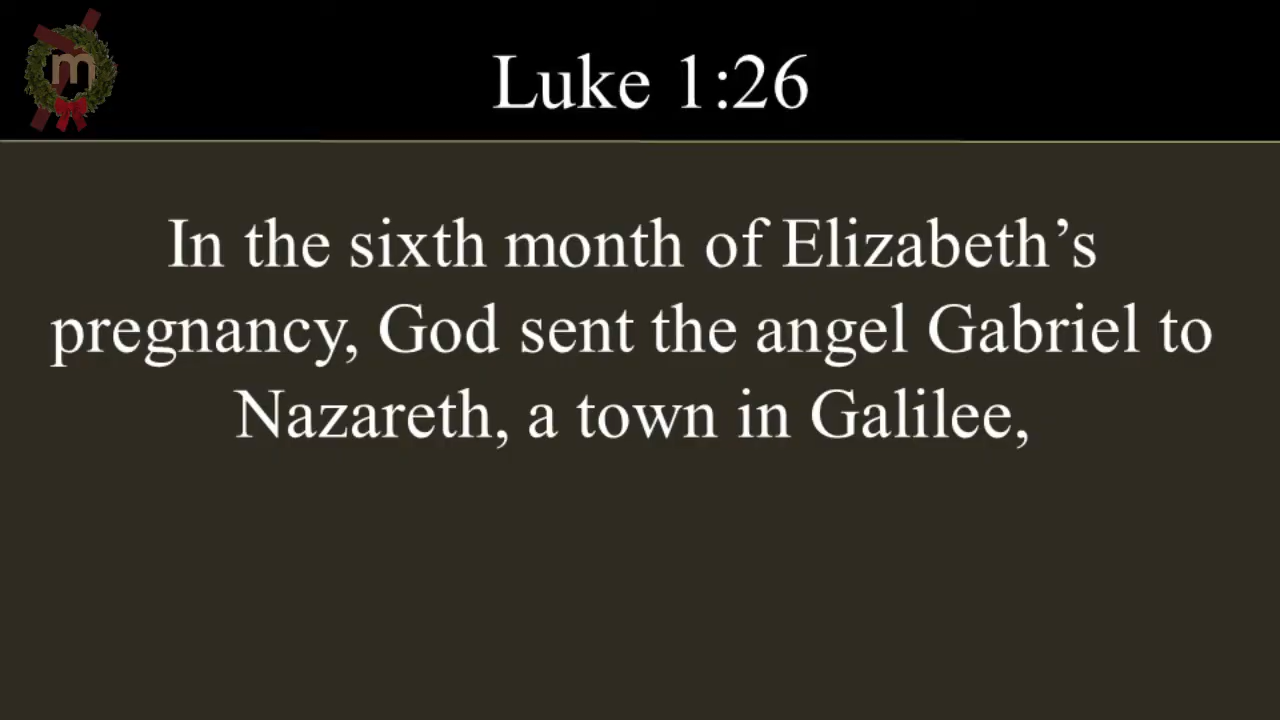 m
Luke 1:26
In the sixth month of Elizabeth’s
pregnancy, God sent the angel Gabriel to
Nazareth, a town in Galilee,